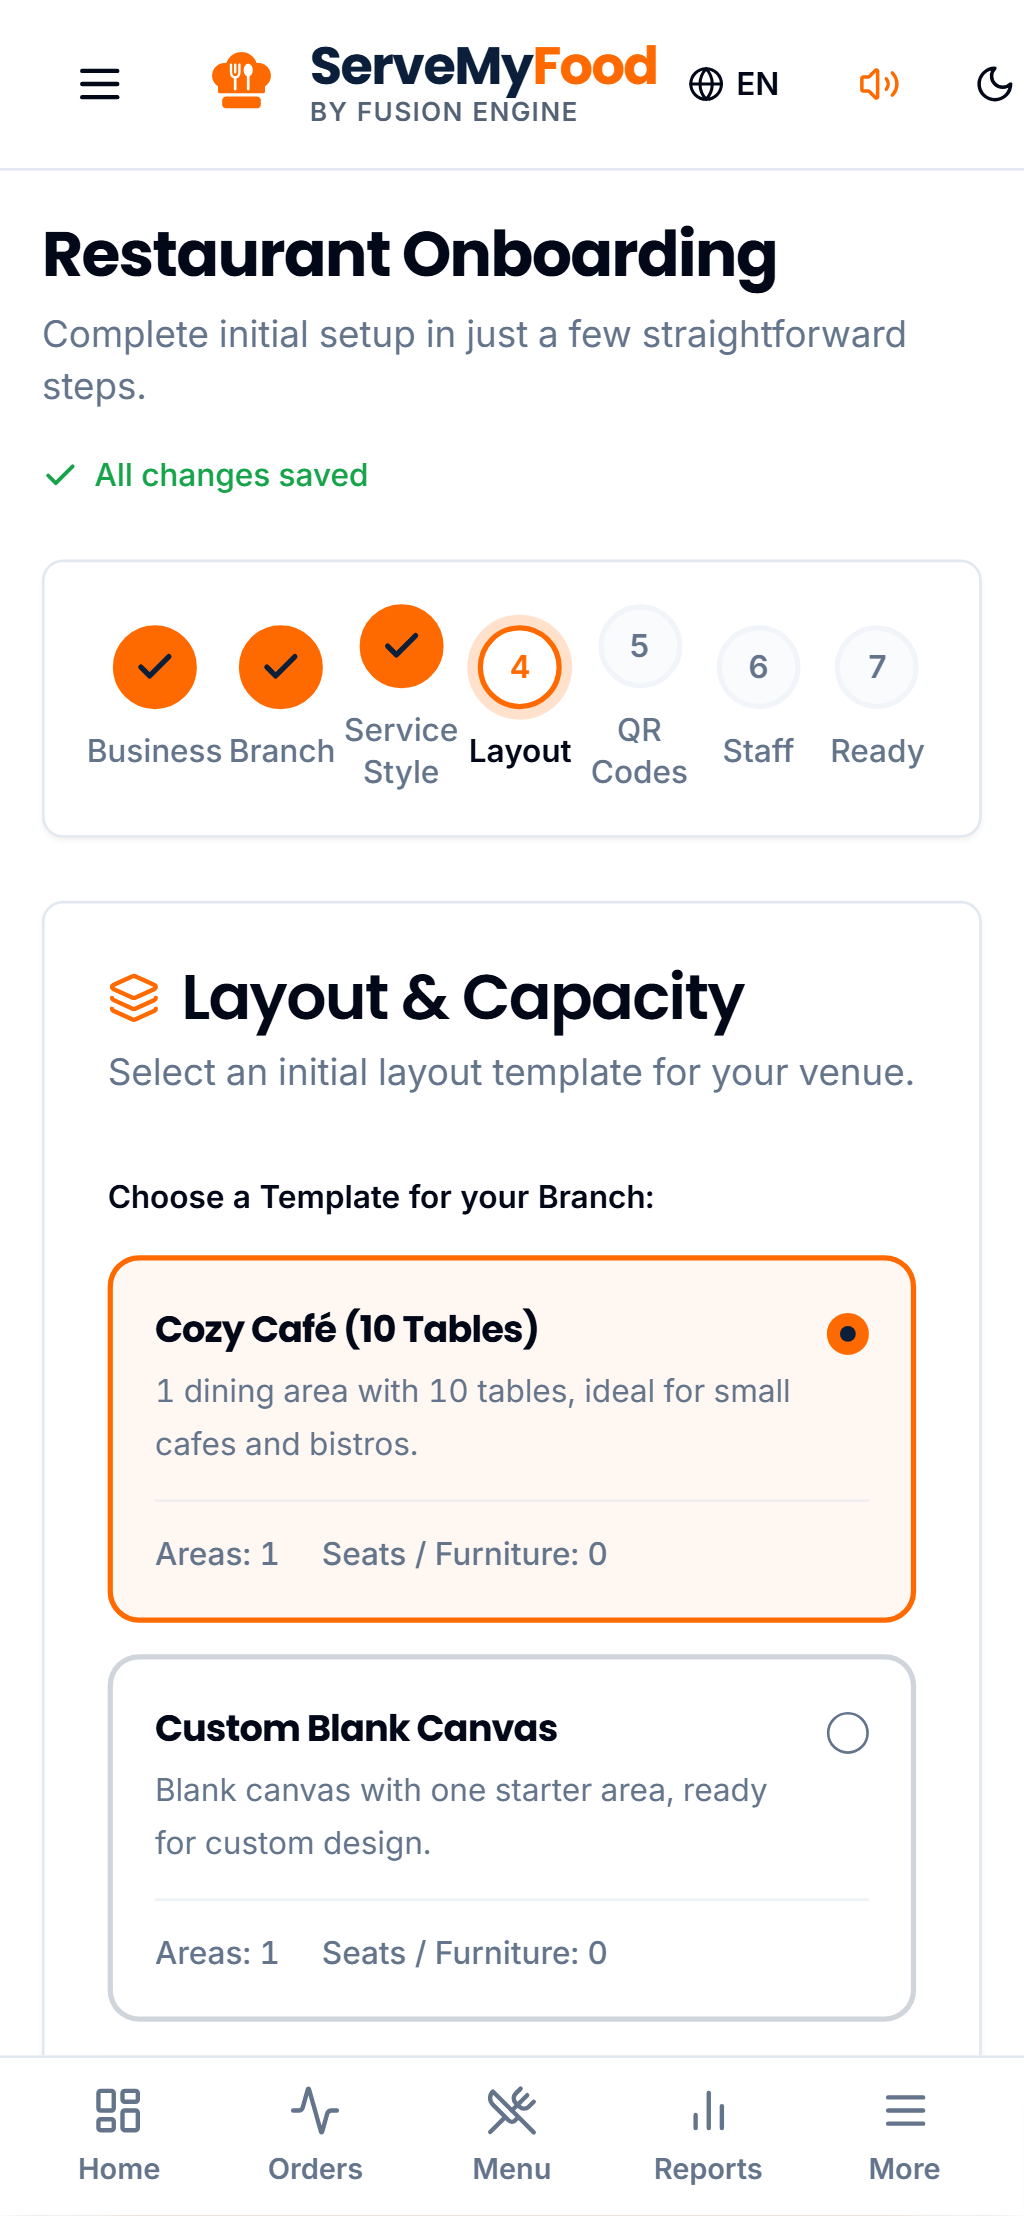 ServeMyFood
BY FUSION ENGINE
EN
Restaurant Onboarding
Complete initial setup in just a few straightforward
steps.
All changes saved
Business
Branch
Service
Style
4
Layout
5
QR
Codes
6
Staff
7
Ready
Layout & Capacity
Select an initial layout template for your venue.
Choose a Template for your Branch:
Cozy Café (10 Tables)
1 dining area with 10 tables, ideal for small
cafes and bistros.
Areas: 1 Seats / Furniture: 0
Custom Blank Canvas
Blank canvas with one starter area, ready
for custom design.
Areas: 1 Seats / Furniture: 0
Home
Orders
Menu
Reports
More